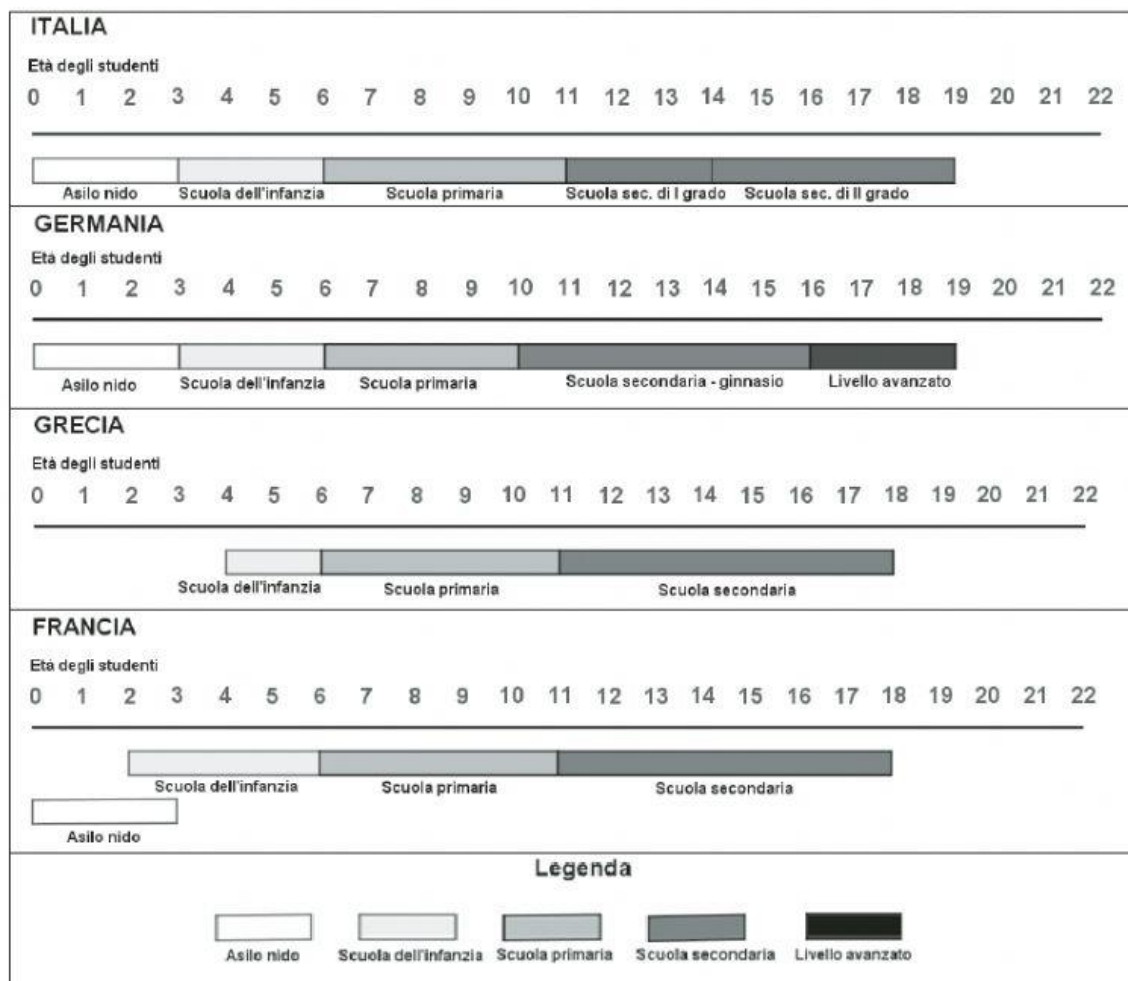 ITALIA
Età degli studenti
0 1 2 3 4 5 6 7 8 9 10 11 12 13 14 15 16 17 18 19 20 21 22
Asilo nido Scuola dell'infanzia Scuola primaria Scuola sec. di I grado Scuola sec. di II grado
GERMANIA
Età degli studenti
0 1 2 3 4 5 6 7 8 9 10 11 12 13 14 15 16 17 18 19 20 21 22
Asilo nido Scuola dell'infanzia Scuola primaria Scuola secondaria - ginnasio Livello avanzato
GRECIA
Età degli studenti
0 1 2 3 4 5 6 7 8 9 10 11 12 13 14 15 16 17 18 19 20 21 22
Scuola dell'infanzia Scuola primaria Scuola secondaria
FRANCIA
Età degli studenti
0 1 2 3 4 5 6 7 8 9 10 11 12 13 14 15 16 17 18 19 20 21 22
Scuola dell'infanzia Scuola primaria Scuola secondaria
Asilo nido
Legenda
Asilo nido Scuola dell'infanzia Scuola primaria Scuola secondaria Livello avanzato